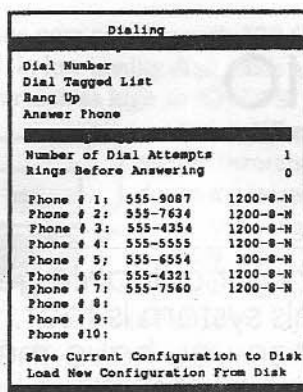 Dialing
Dial Number
Dial Tagged List
Hang Up
Answer Phone
Number of Dial Attempts 1
Rings Before Answering 0
Phone # 1: 555-9087 1200-8-N
Phone # 2: 555-7634 1200-8-N
Phone # 3: 555-4354 1200-8-N
Phone # 4: 555-5555 1200-8-N
Phone # 5; 555-6554 300-8-N
Phone # 6: 555-4321 1200-8-N
Phone # 7: 555-7560 1200-8-N
Phone # 8:
Phone # 9:
Phone #10:
Save Current Configuration to Disk
Load New Configuration From Disk